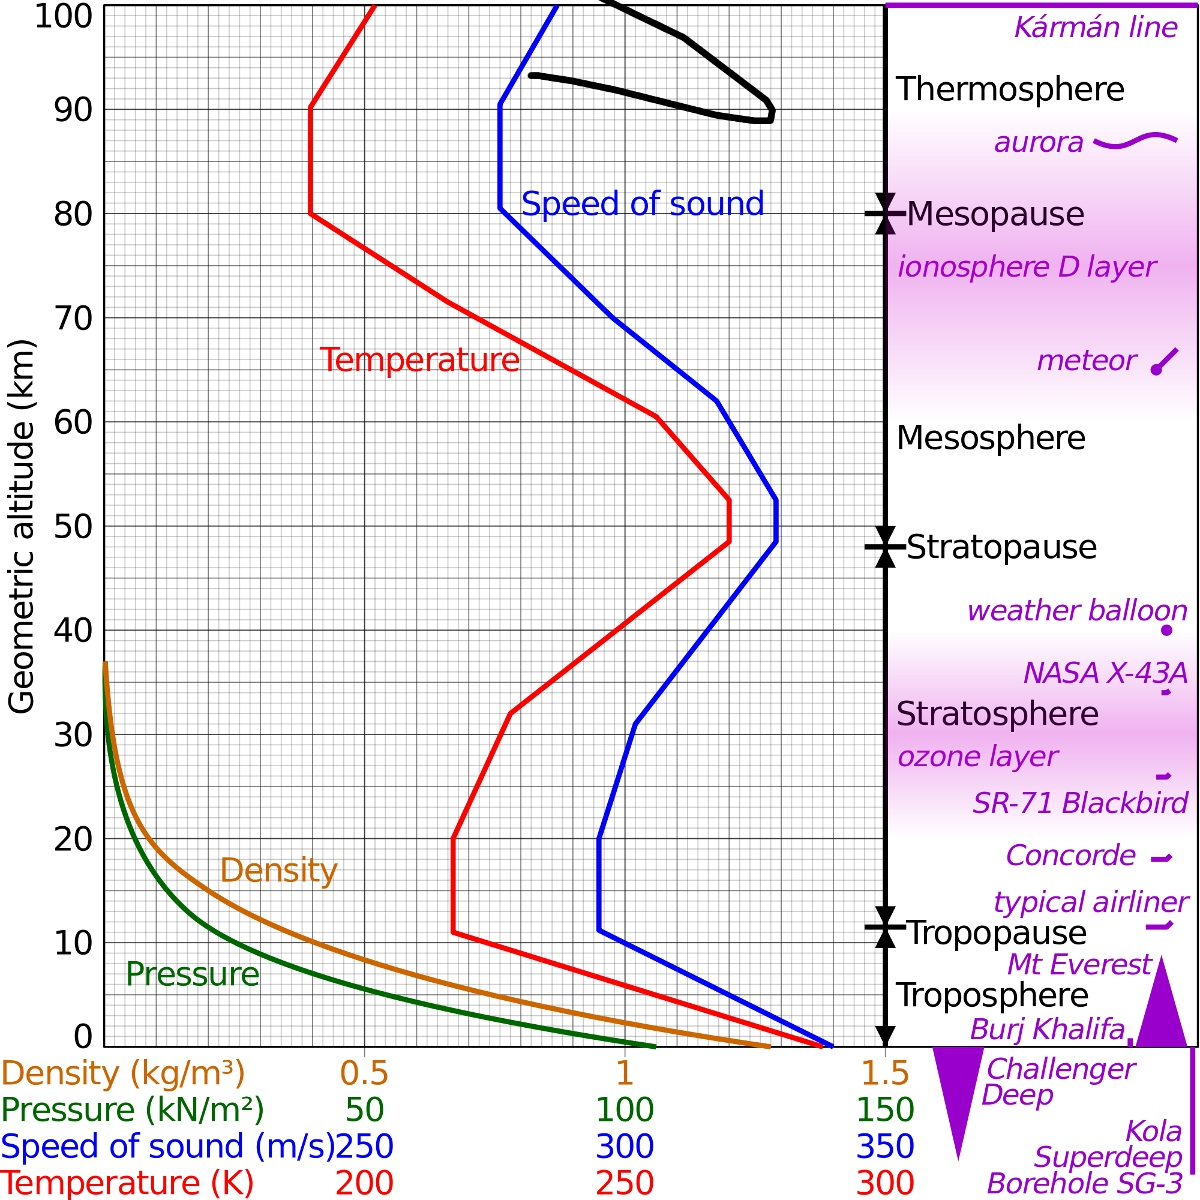 100
Kármán line
Thermosphere
90
aurora
80
Speed of sound
Mesopause
ionosphere D layer
70
Temperature
meteor
60
Mesosphere
Geometric altitude (km)
50
Stratopause
weather balloon
40
NASA X-43A
Stratosphere
30
ozone layer
SR-71 Blackbird
20
Concorde
Density
typical airliner
10
Tropopause
Mt Everest
Pressure
Troposphere
Burj Khalifa
0
Density (kg/m³) 0.5 1 1.5
Pressure (kN/m²) 50 100 150
Speed of sound (m/s) 250 300 350
Temperature (K) 200 250 300
Challenger
Deep
Kola
Superdeep
Borehole SG-3